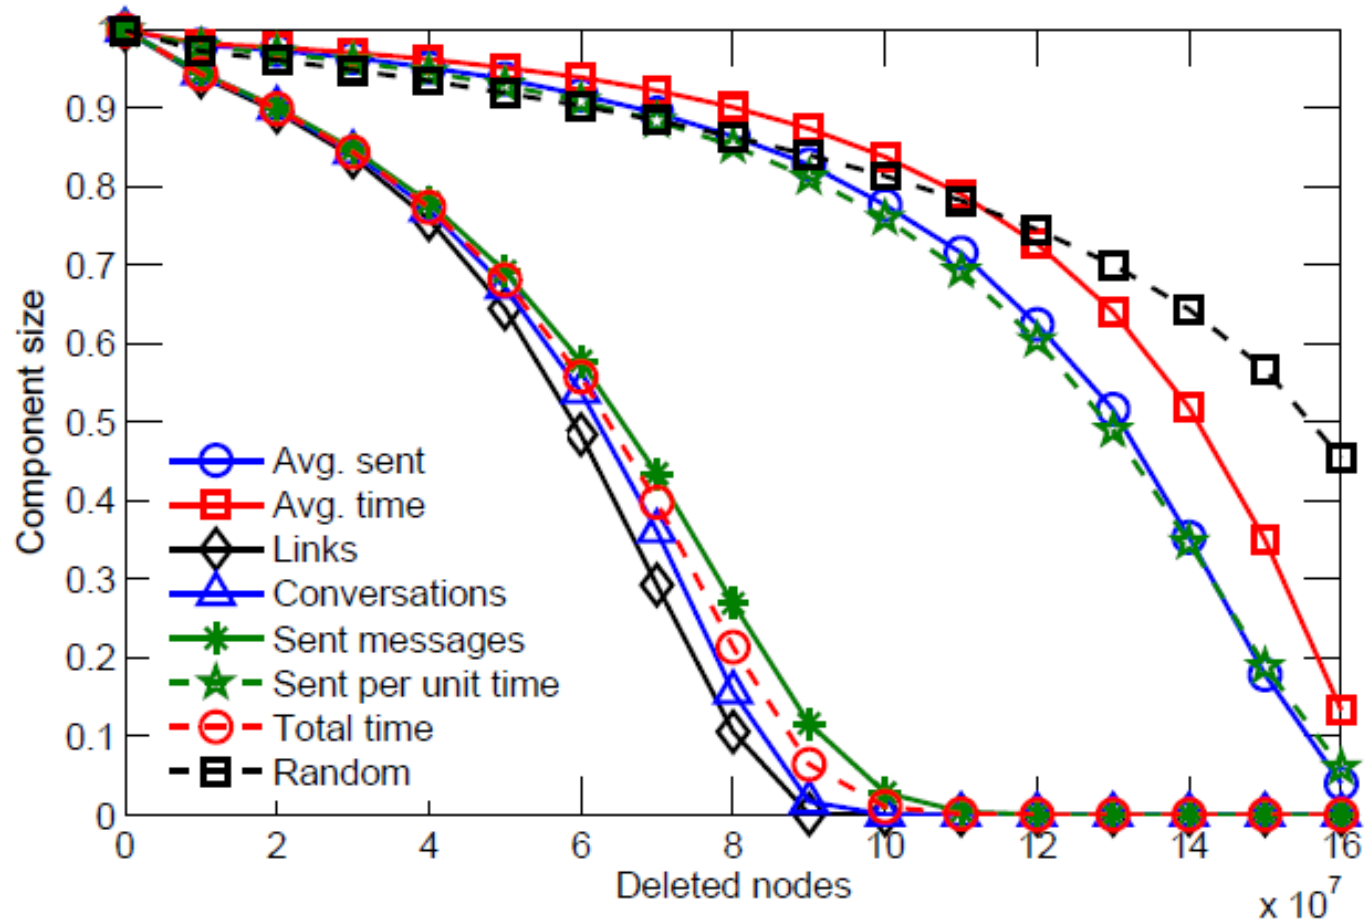 0.9
0.8
0.7
0.6
0.5
0.4
0.3
0.2
0.1
0
Component size
Avg. sent
Avg. time
Links
Conversations
Sent messages
Sent per unit time
Total time
Random
0 2 4 6 8 10 12 14 16
Deleted nodes
x 10^7